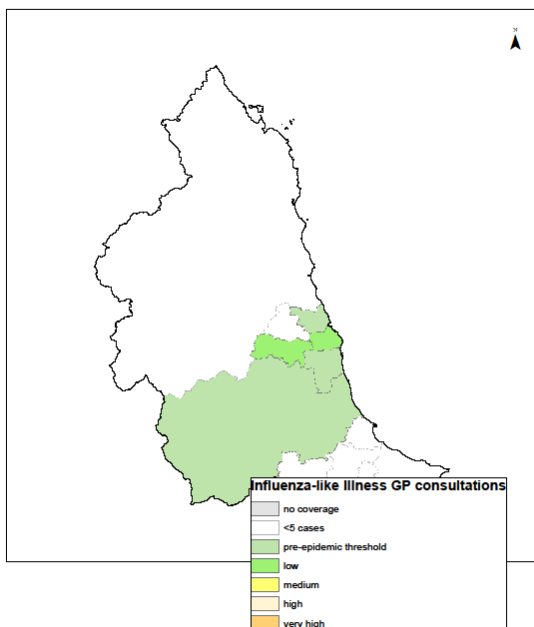 N
Influenza-like Illness GP consultations
no coverage
<5 cases
pre-epidemic threshold
low
medium
high
very high